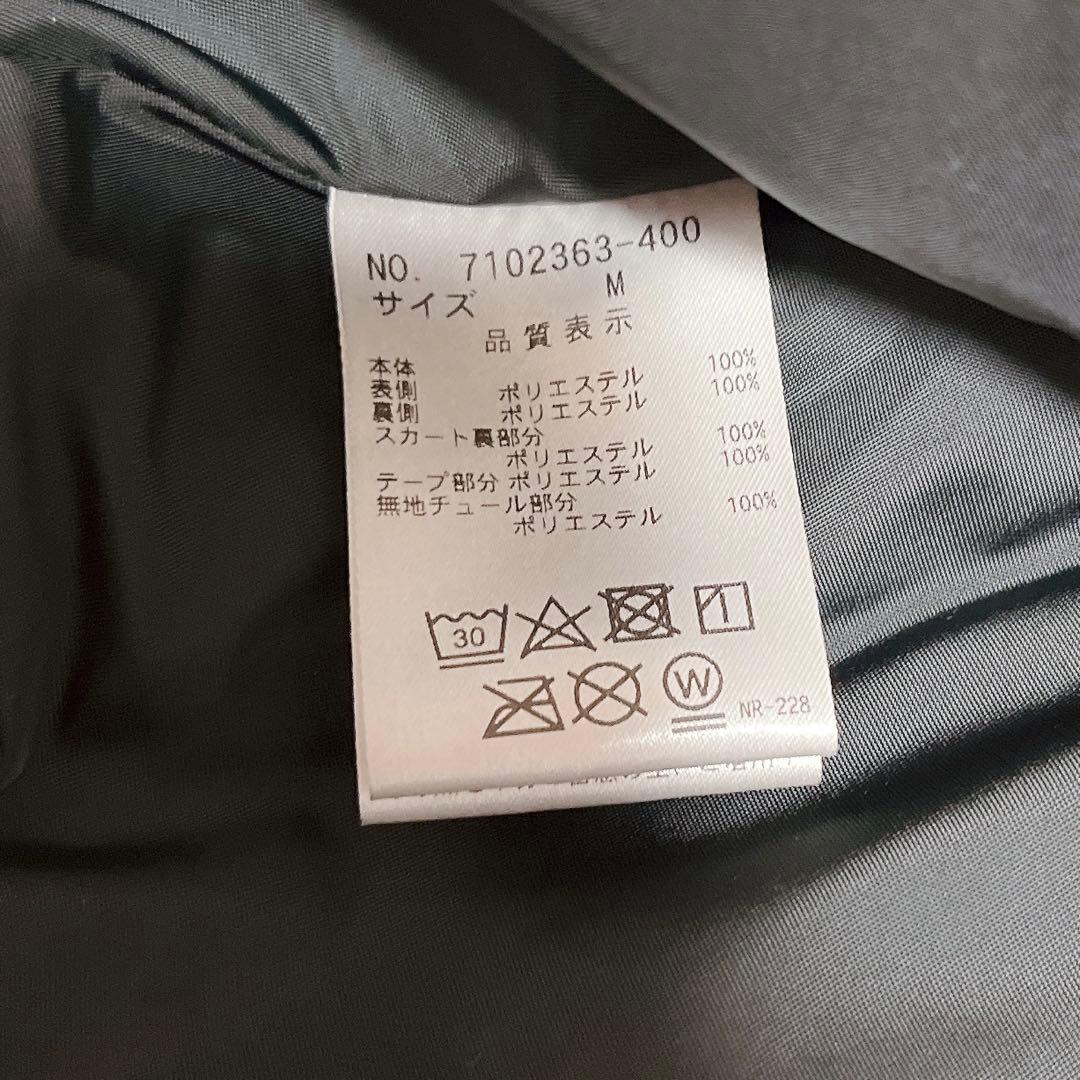 NO. 7102363-400
サイズ M
品質表示
本体
表側 ポリエステル 100%
裏側 ポリエステル 100%
スカート裏部分
ポリエステル 100%
テープ部分 ポリエステル 100%
無地チュール部分
ポリエステル 100%
30
W NR-228